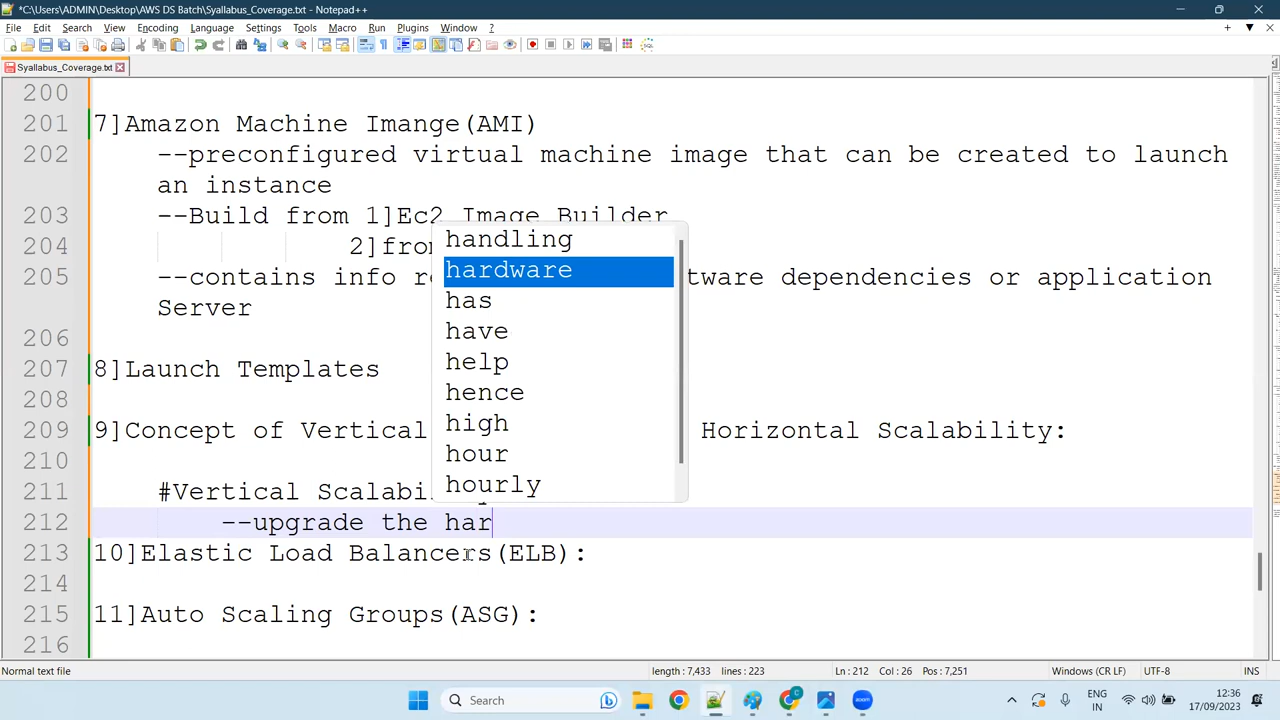 *C:\Users\ADMIN\Desktop\AWS DS Batch\Syallabus_Coverage.txt - Notepad++
File Edit Search View Encoding Language Settings Tools Macro Run Plugins Window ?
Syallabus_Coverage.txt
200
201 7]Amazon Machine Imange(AMI)
202 --preconfigured virtual machine image that can be created to launch
an instance
203 --Build from 1]Ec2 Image Builder
204 2]from
205 --contains info re tware dependencies or application
Server
206
207 8]Launch Templates
208
209 9]Concept of Vertical Horizontal Scalability:
210
211 #Vertical Scalabi
212 --upgrade the har
213 10]Elastic Load Balancers(ELB):
214
215 11]Auto Scaling Groups(ASG):
216
handling
hardware
has
have
help
hence
high
hour
hourly
Normal text file length : 7,433 lines : 223 Ln : 212 Col : 26 Pos : 7,251 Windows (CR LF) UTF-8 INS
Search
ENG
IN
12:36
17/09/2023